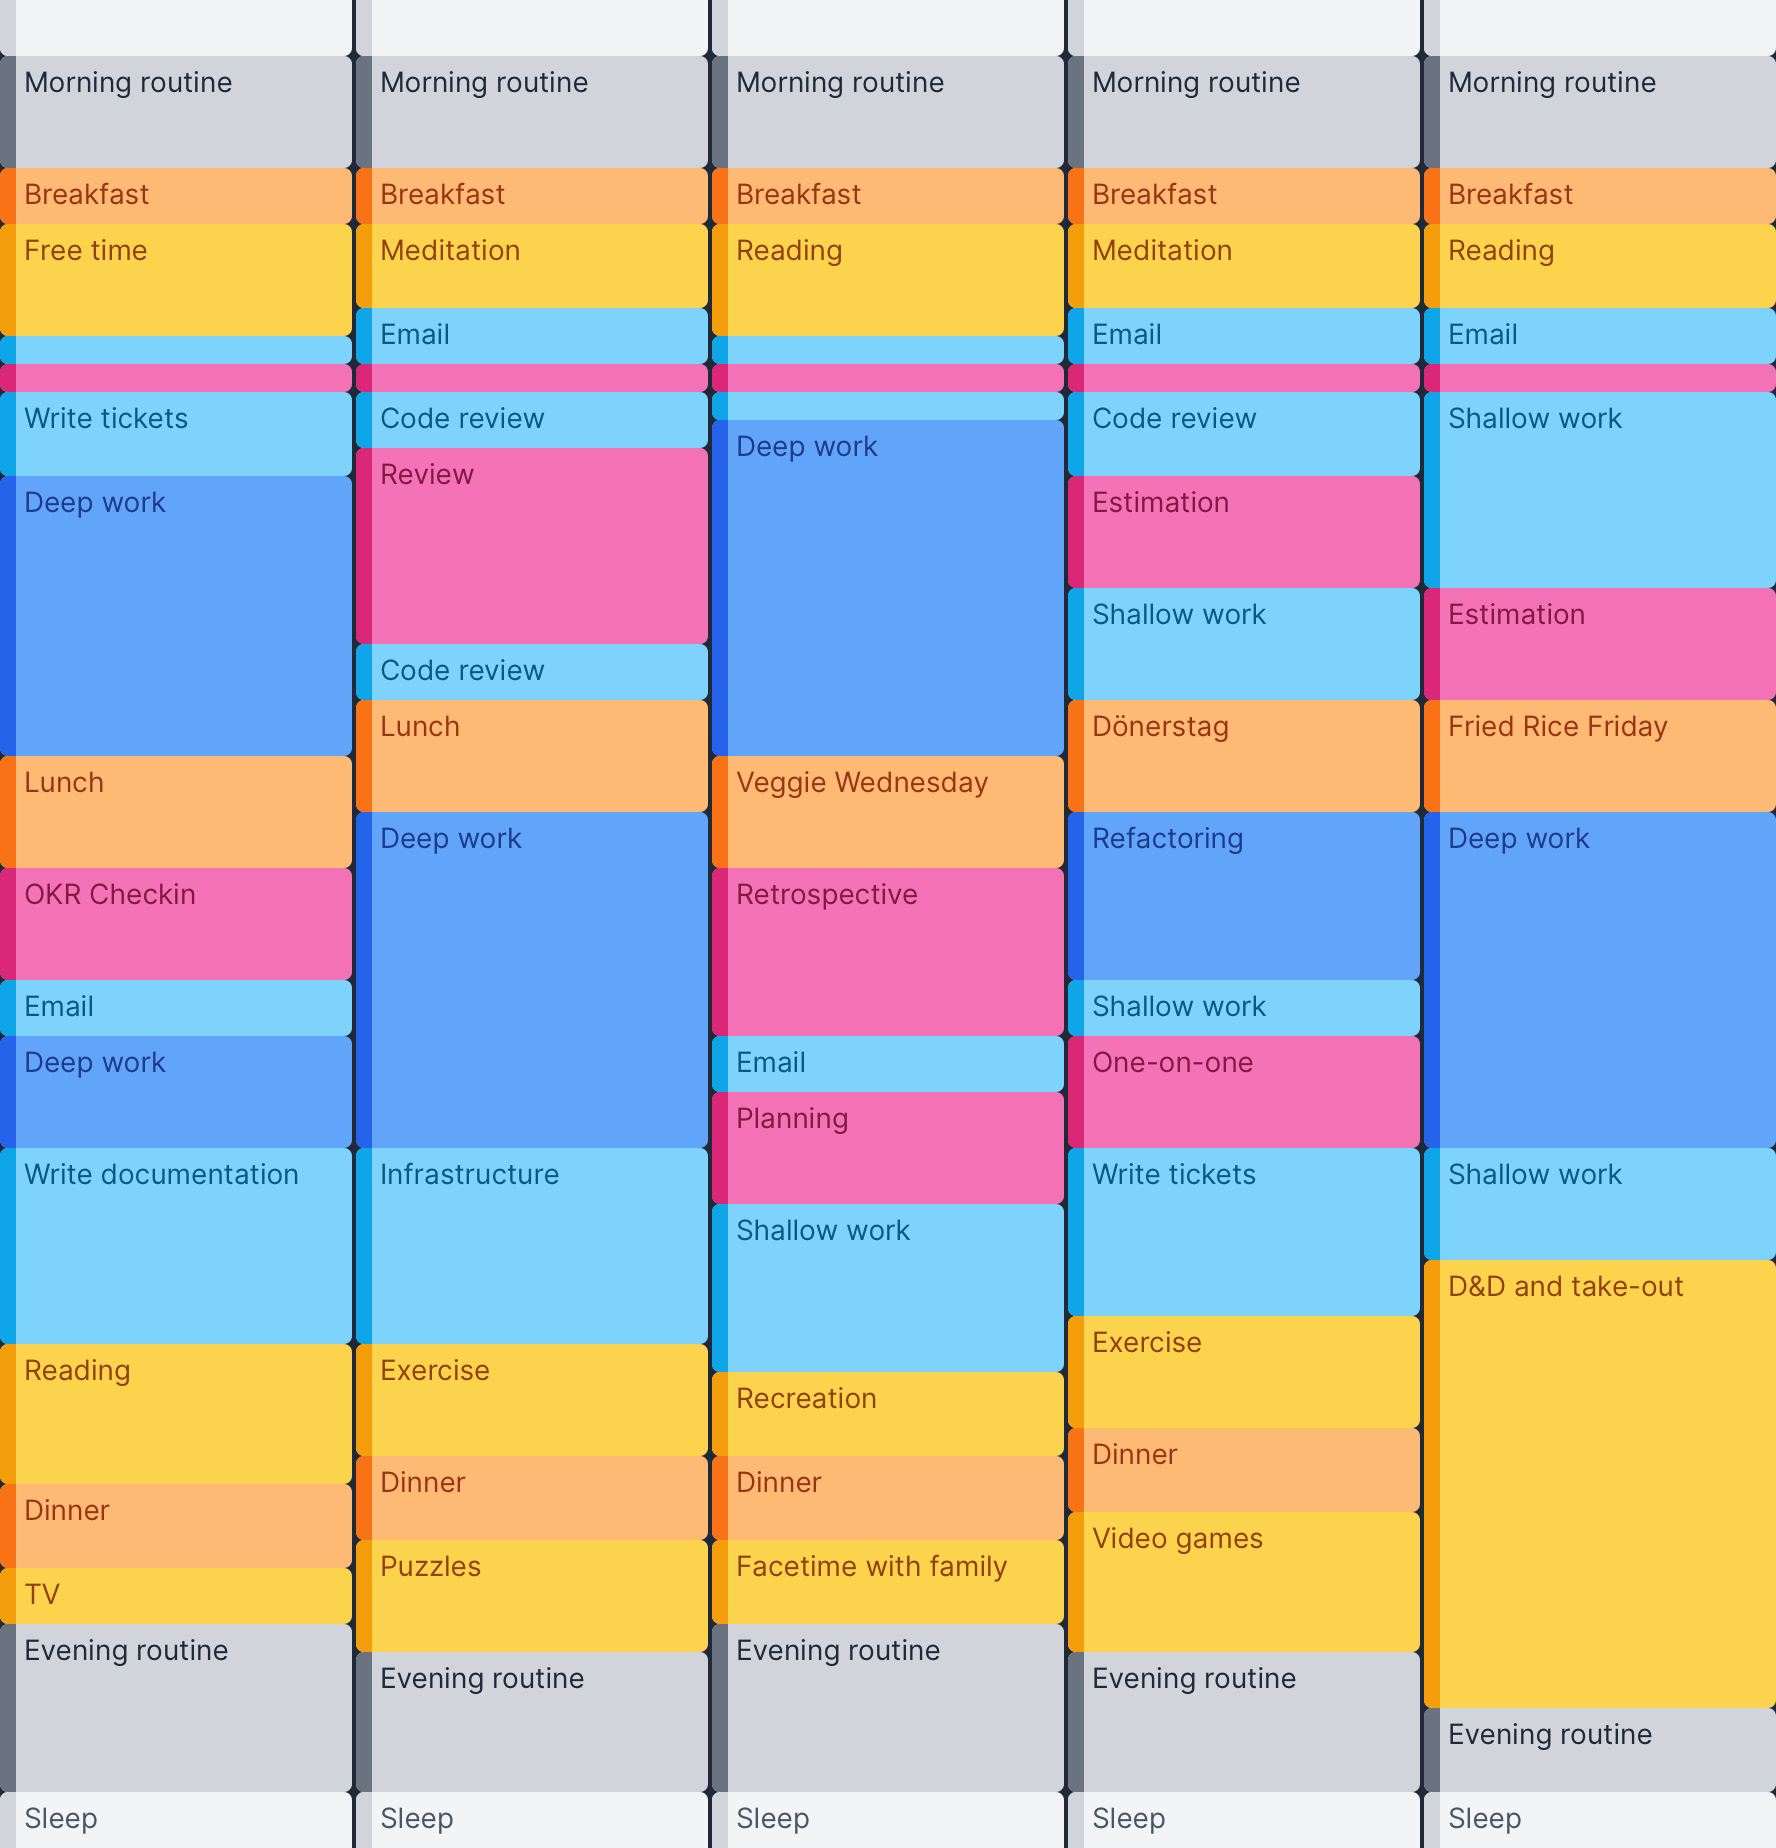 Morning routine
Breakfast
Free time
Write tickets
Deep work
Lunch
OKR Checkin
Email
Deep work
Write documentation
Reading
Dinner
TV
Evening routine
Sleep
Morning routine
Breakfast
Meditation
Email
Code review
Review
Code review
Lunch
Deep work
Infrastructure
Exercise
Dinner
Puzzles
Evening routine
Sleep
Morning routine
Breakfast
Reading
Deep work
Veggie Wednesday
Retrospective
Email
Planning
Shallow work
Recreation
Dinner
Facetime with family
Evening routine
Sleep
Morning routine
Breakfast
Meditation
Email
Code review
Estimation
Shallow work
Dönerstag
Refactoring
Shallow work
One-on-one
Write tickets
Exercise
Dinner
Video games
Evening routine
Sleep
Morning routine
Breakfast
Reading
Email
Shallow work
Estimation
Fried Rice Friday
Deep work
Shallow work
D&D and take-out
Evening routine
Sleep